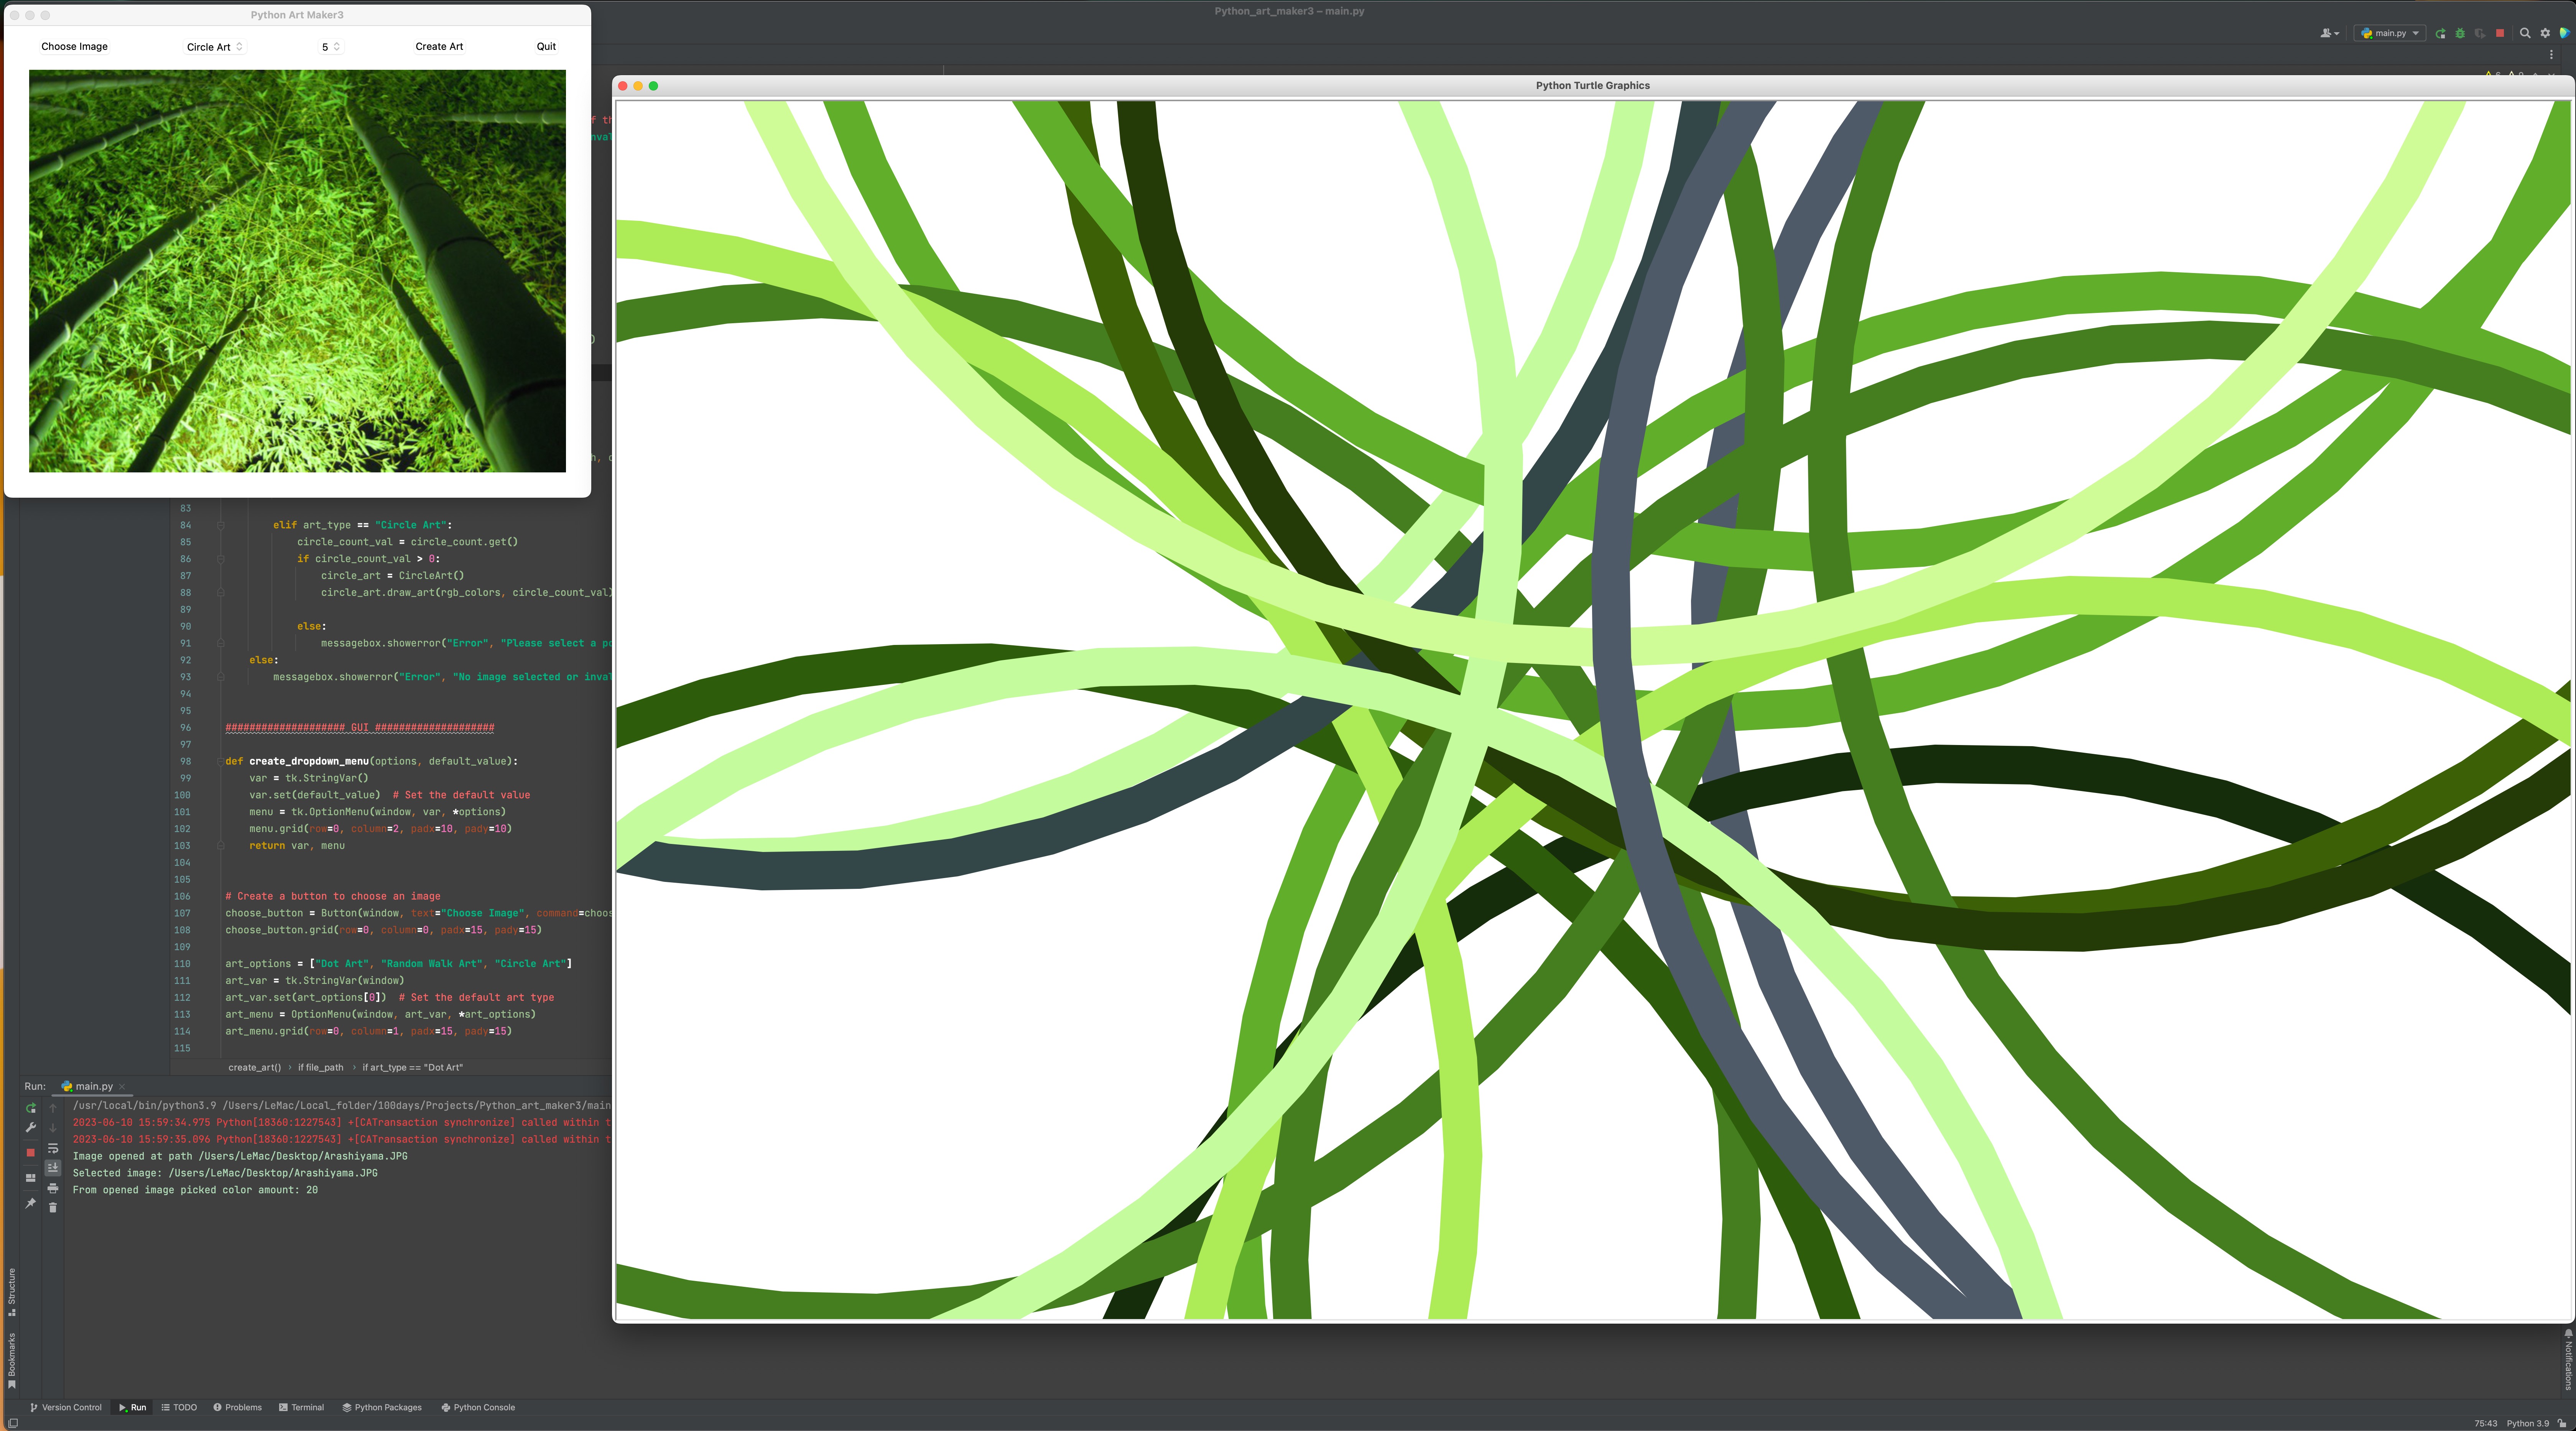 Python Art Maker3
Choose Image
Circle Art
5
Create Art
Quit
Python_art_maker3 – main.py
main.py
Python Turtle Graphics
83
84 elif art_type == "Circle Art":
85 circle_count_val = circle_count.get()
86 if circle_count_val > 0:
87 circle_art = CircleArt()
88 circle_art.draw_art(rgb_colors, circle_count_val)
89
90 else:
91 messagebox.showerror("Error", "Please select a po
92 else:
93 messagebox.showerror("Error", "No image selected or inval
94
95
96 #################### GUI ####################
97
98 def create_dropdown_menu(options, default_value):
99 var = tk.StringVar()
100 var.set(default_value)  # Set the default value
101 menu = tk.OptionMenu(window, var, *options)
102 menu.grid(row=0, column=2, padx=10, pady=10)
103 return var, menu
104
105
106 # Create a button to choose an image
107 choose_button = Button(window, text="Choose Image", command=choos
108 choose_button.grid(row=0, column=0, padx=15, pady=15)
109
110 art_options = ["Dot Art", "Random Walk Art", "Circle Art"]
111 art_var = tk.StringVar(window)
112 art_var.set(art_options[0])  # Set the default art type
113 art_menu = OptionMenu(window, art_var, *art_options)
114 art_menu.grid(row=0, column=1, padx=15, pady=15)
115
create_art() › if file_path › if art_type == "Dot Art"
Run: main.py
/usr/local/bin/python3.9 /Users/LeMac/Local_folder/100days/Projects/Python_art_maker3/main
2023-06-10 15:59:34.975 Python[18360:1227543] +[CATransaction synchronize] called within t
2023-06-10 15:59:35.096 Python[18360:1227543] +[CATransaction synchronize] called within t
Image opened at path /Users/LeMac/Desktop/Arashiyama.JPG
Selected image: /Users/LeMac/Desktop/Arashiyama.JPG
From opened image picked color amount: 20
Structure
Bookmarks
Notifications
Version Control
Run
TODO
Problems
Terminal
Python Packages
Python Console
75:43 Python 3.9